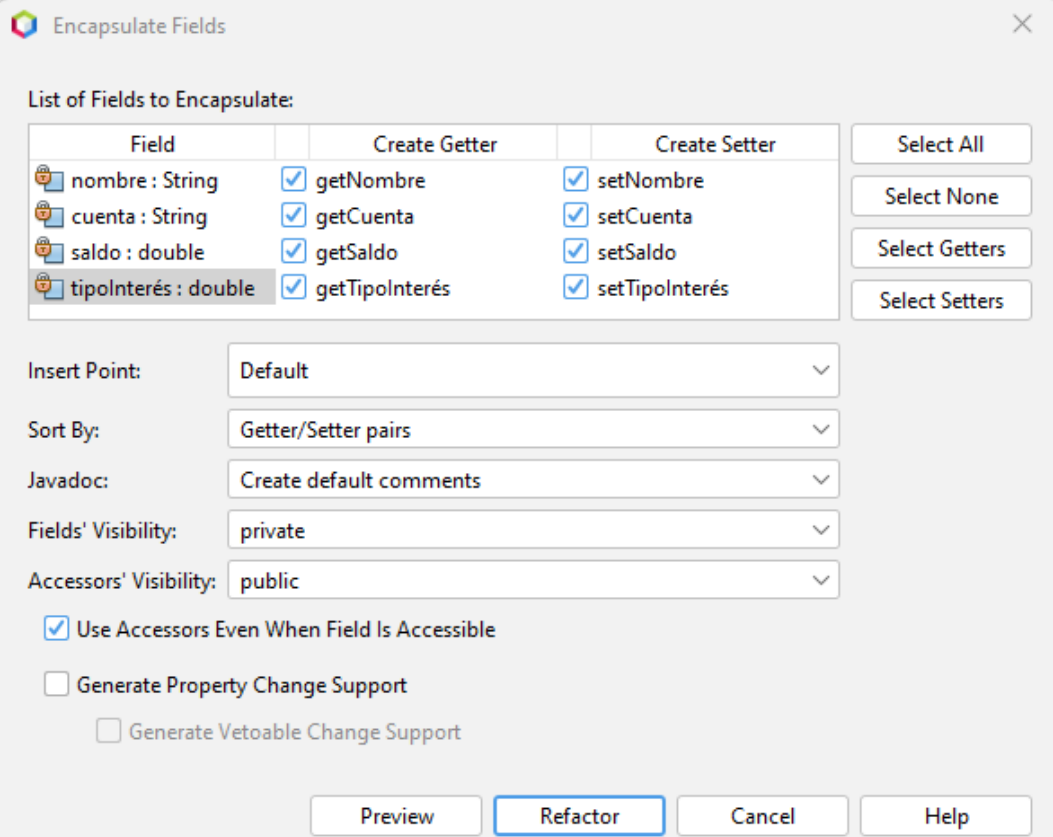 Encapsulate Fields
List of Fields to Encapsulate:
Field Create Getter Create Setter Select All
nombre : String getNombre setNombre
Select None
cuenta : String getCuenta setCuenta
saldo : double getSaldo setSaldo Select Getters
tipoInterés : double getTipoInterés setTipoInterés
Select Setters
Insert Point: Default
Sort By: Getter/Setter pairs
Javadoc: Create default comments
Fields' Visibility: private
Accessors' Visibility: public
Use Accessors Even When Field Is Accessible
Generate Property Change Support
Generate Vetoable Change Support
Preview Refactor Cancel Help